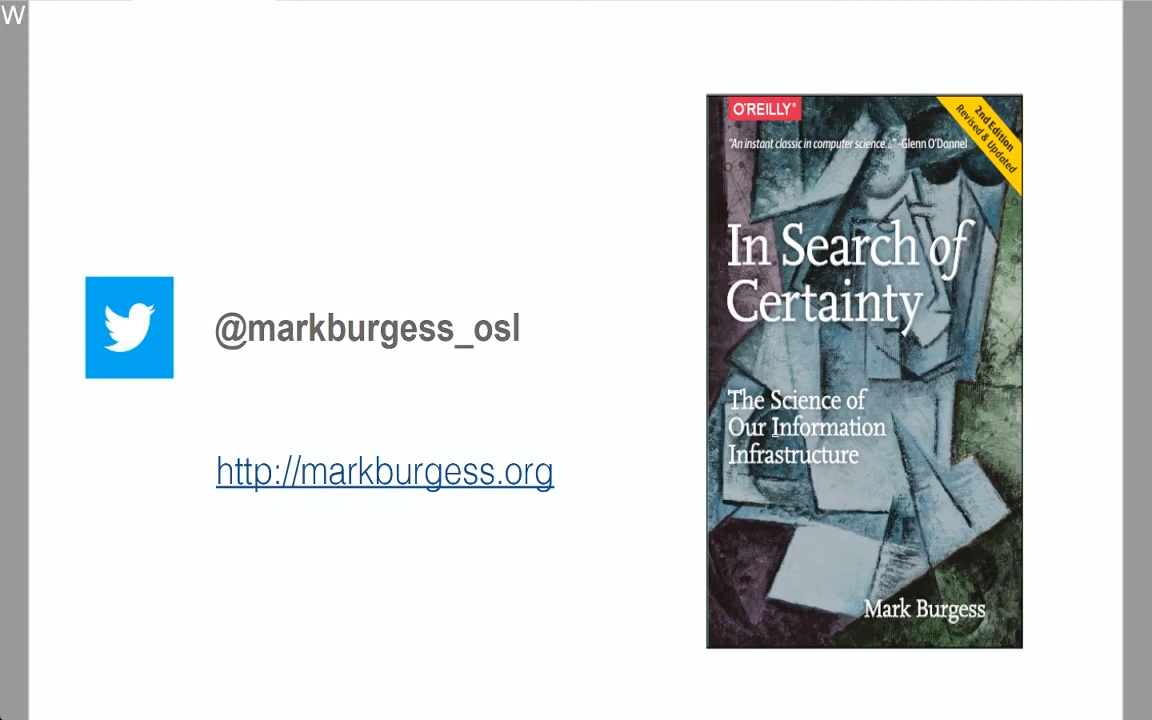 W
@markburgess_osl
http://markburgess.org
O'REILLY®
2nd Edition
Revised & Updated
"An instant classic in computer science..." -Glenn O'Donnel
In Search of
Certainty
The Science of
Our Information
Infrastructure
Mark Burgess